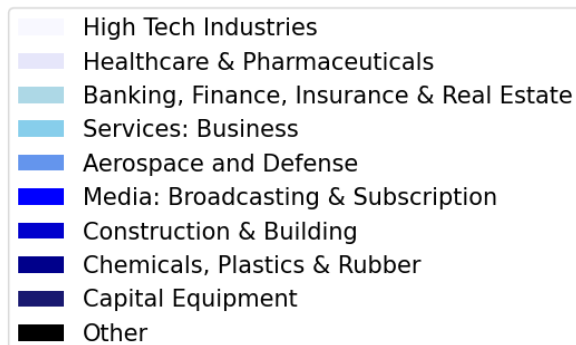 High Tech Industries
Healthcare & Pharmaceuticals
Banking, Finance, Insurance & Real Estate
Services: Business
Aerospace and Defense
Media: Broadcasting & Subscription
Construction & Building
Chemicals, Plastics & Rubber
Capital Equipment
Other